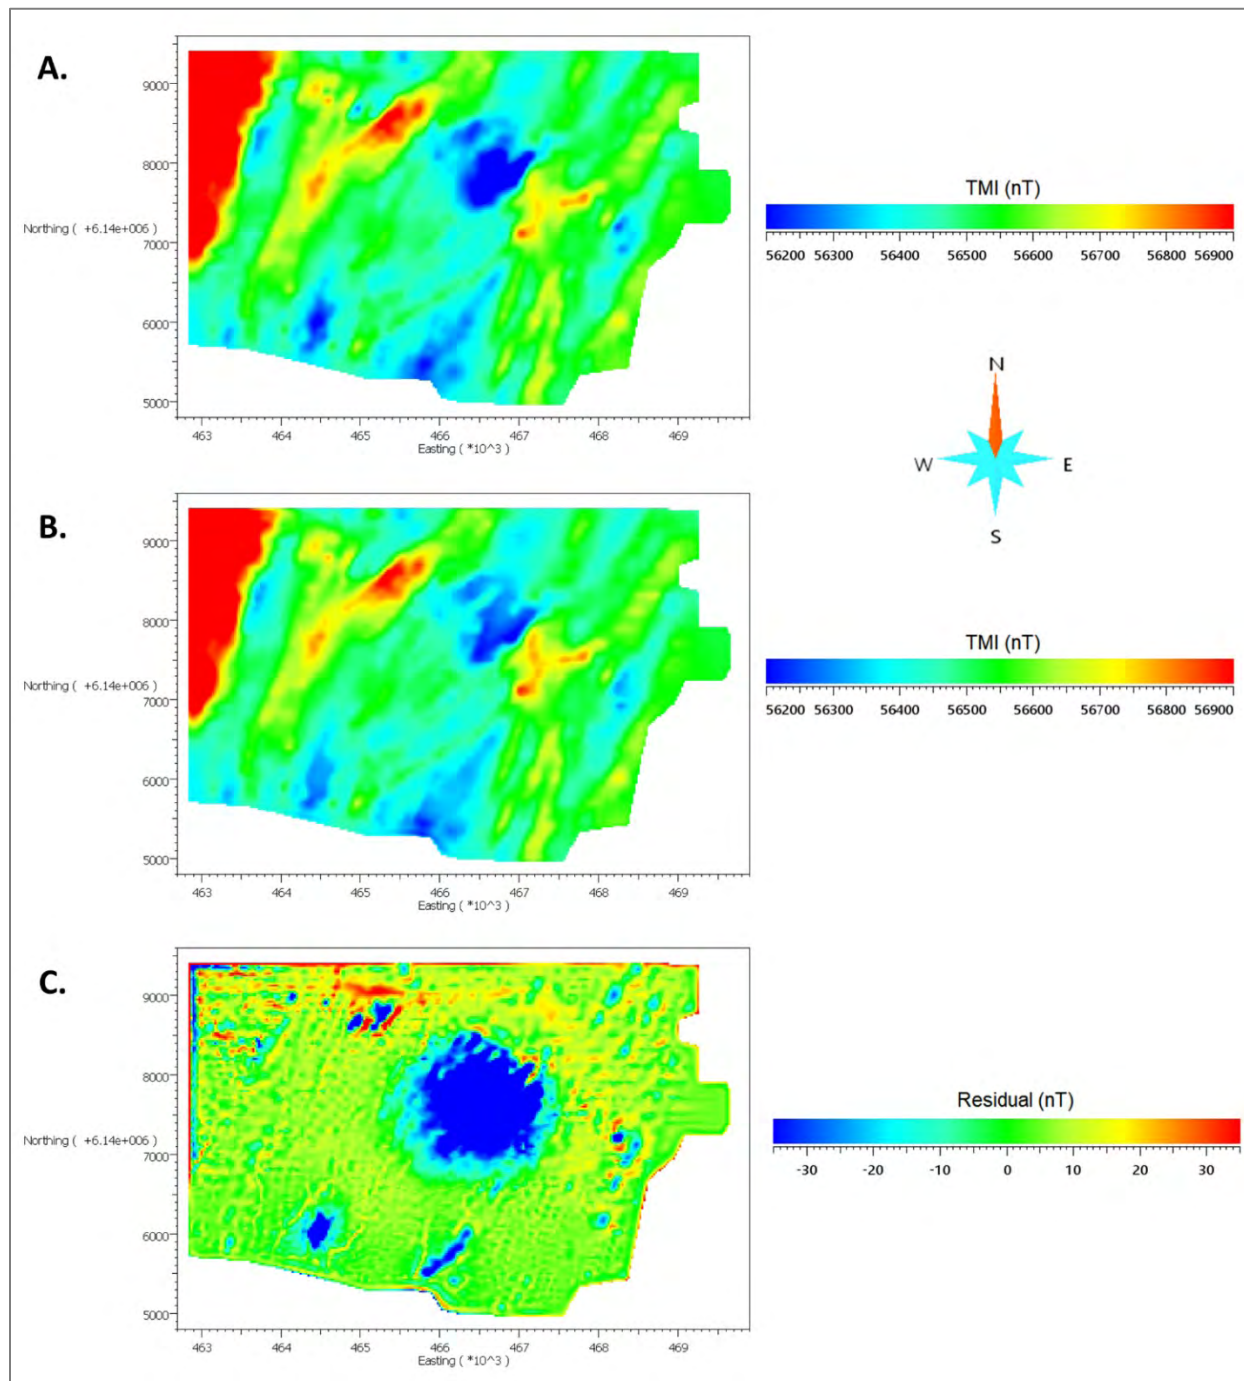 A.
9000
8000
Northing ( +6.14e+006 )
7000
6000
5000
463 464 465 466 467 468 469
Easting ( *10^3 )
TMI (nT)
56200 56300 56400 56500 56600 56700 56800 56900
N
W E
S
B.
9000
8000
Northing ( +6.14e+006 )
7000
6000
5000
463 464 465 466 467 468 469
Easting ( *10^3 )
TMI (nT)
56200 56300 56400 56500 56600 56700 56800 56900
C.
9000
8000
Northing ( +6.14e+006 )
7000
6000
5000
463 464 465 466 467 468 469
Easting ( *10^3 )
Residual (nT)
-30 -20 -10 0 10 20 30